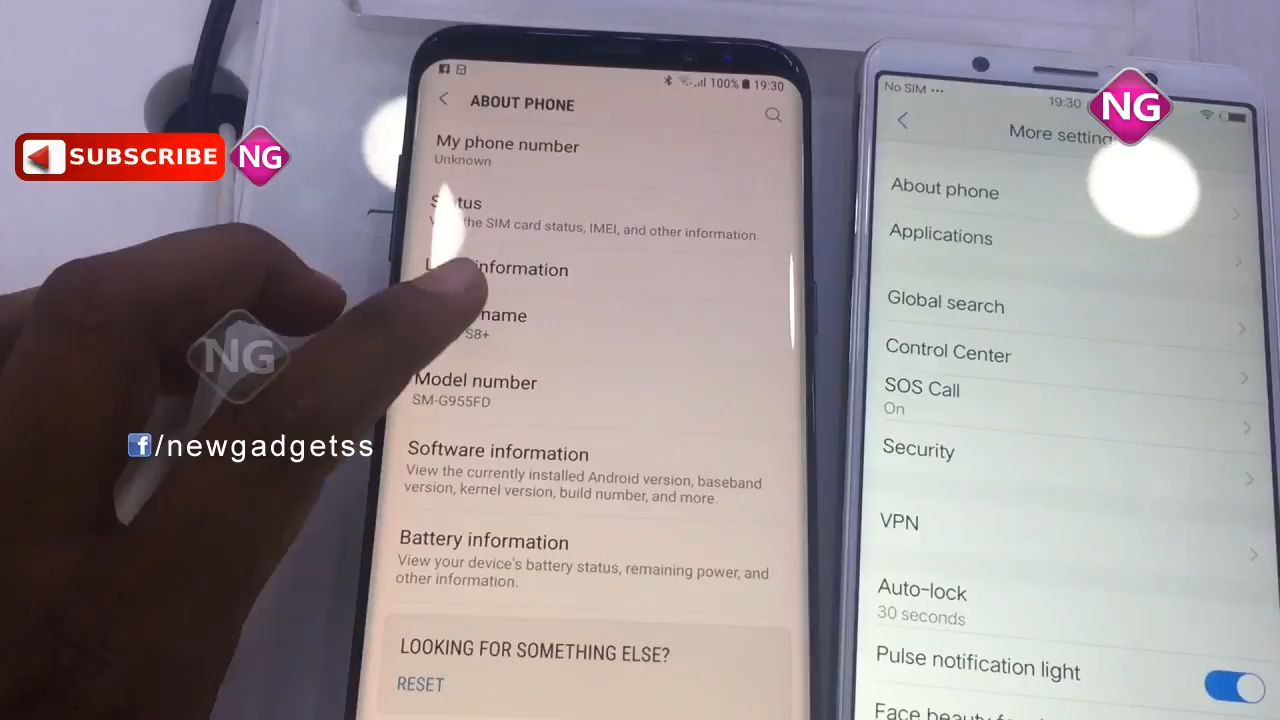 100% 19:30
ABOUT PHONE
My phone number
Unknown
the SIM card status, IMEI, and other information
information
name
S8+
Model number
SM-G955FD
Software information
View the currently installed Android version, baseband
version, kernel version, build number, and more.
Battery information
View your device's battery status, remaining power, and
other information.
LOOKING FOR SOMETHING ELSE?
RESET
No SIM
19:30
More setting
About phone
Applications
Global search
Control Center
SOS Call
On
Security
VPN
Auto-lock
30 seconds
Pulse notification light
Face beauty
SUBSCRIBE
NG
NG
NG
f/newgadgetss